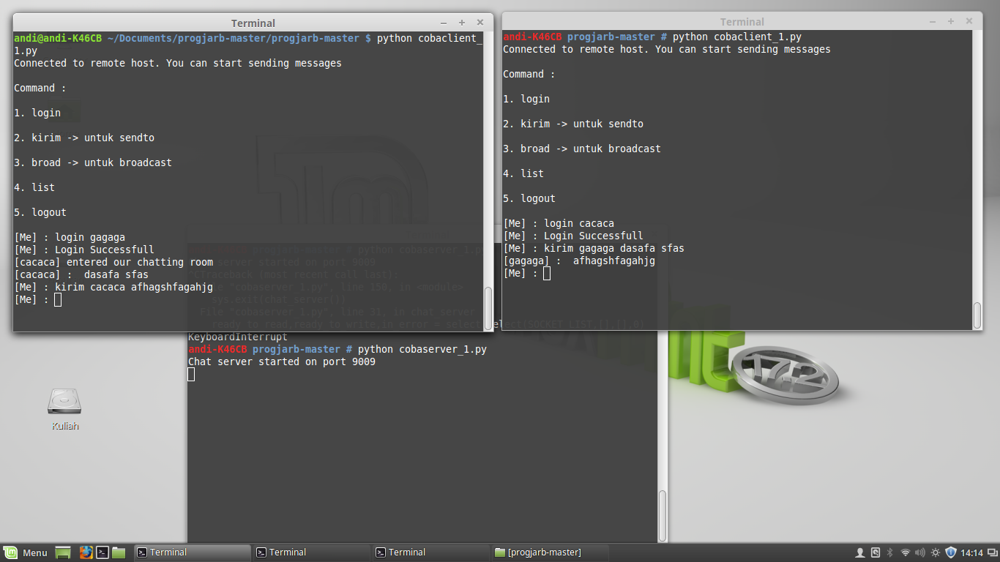 Terminal
andi@andi-K46CB ~/Documents/progjarb-master/progjarb-master $ python cobaclient_
1.py
Connected to remote host. You can start sending messages
Command :
1. login
2. kirim -> untuk sendto
3. broad -> untuk broadcast
4. list
5. logout
[Me] : login gagaga
[Me] : Login Successfull
[cacaca] entered our chatting room
[cacaca] :  dasafa sfas
[Me] : kirim cacaca afhagshfagahjg
[Me] :
Terminal
andi-K46CB progjarb-master # python cobaclient_1.py
Connected to remote host. You can start sending messages
Command :
1. login
2. kirim -> untuk sendto
3. broad -> untuk broadcast
4. list
5. logout
[Me] : login cacaca
[Me] : Login Successfull
[Me] : kirim gagaga dasafa sfas
[gagaga] :  afhagshfagahjg
[Me] :
python cobaserver_1.py
server started on port 9009
^CTraceback (most recent call last):
"cobaserver_1.py", line 150, in <module>
sys.exit(chat_server())
File "cobaserver_1.py", line 31, in chat_server
ready_to_read,ready_to_write,in_error = select.select(SOCKET_LIST,[],[],0)
KeyboardInterrupt
andi-K46CB progjarb-master # python cobaserver_1.py
Chat server started on port 9009
17.2
Kuliah
Menu
Terminal
Terminal
Terminal
[progjarb-master]
14:14